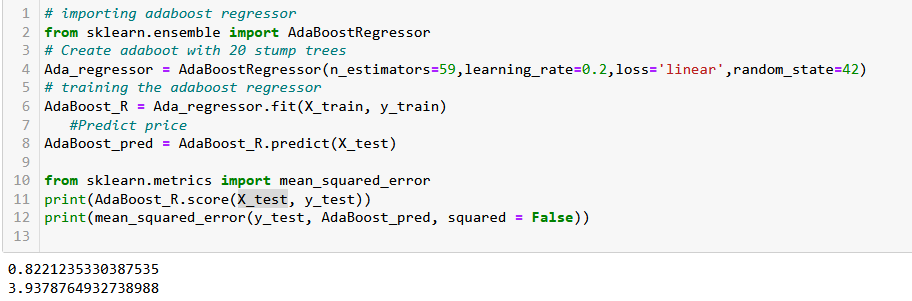 1 # importing adaboost regressor
2 from sklearn.ensemble import AdaBoostRegressor
3 # Create adaboot with 20 stump trees
4 Ada_regressor = AdaBoostRegressor(n_estimators=59,learning_rate=0.2,loss='linear',random_state=42)
5 # training the adaboost regressor
6 AdaBoost_R = Ada_regressor.fit(X_train, y_train)
7    #Predict price
8 AdaBoost_pred = AdaBoost_R.predict(X_test)
9
10 from sklearn.metrics import mean_squared_error
11 print(AdaBoost_R.score(X_test, y_test))
12 print(mean_squared_error(y_test, AdaBoost_pred, squared = False))
13
0.8221235330387535
3.9378764932738988